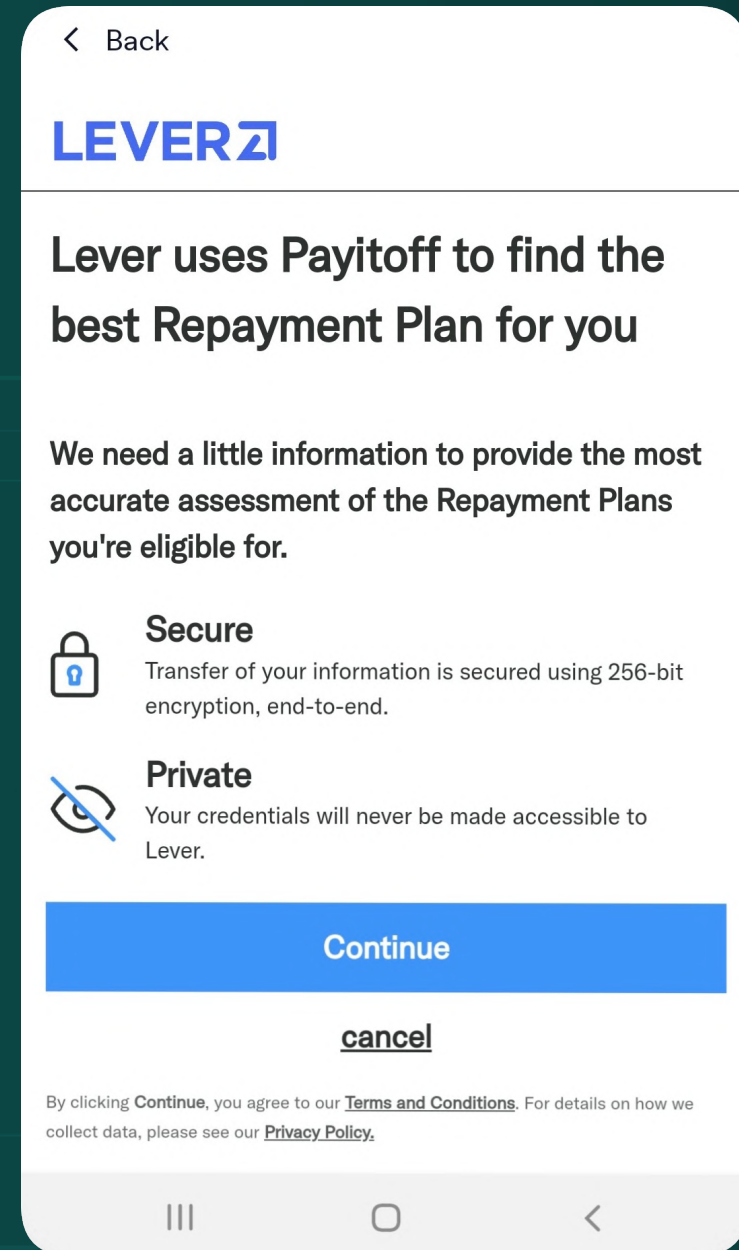 Back
LEVER
Lever uses Payitoff to find the
best Repayment Plan for you
We need a little information to provide the most
accurate assessment of the Repayment Plans
you're eligible for.
Secure
Transfer of your information is secured using 256-bit
encryption, end-to-end.
Private
Your credentials will never be made accessible to
Lever.
Continue
cancel
By clicking Continue, you agree to our Terms and Conditions. For details on how we
collect data, please see our Privacy Policy.